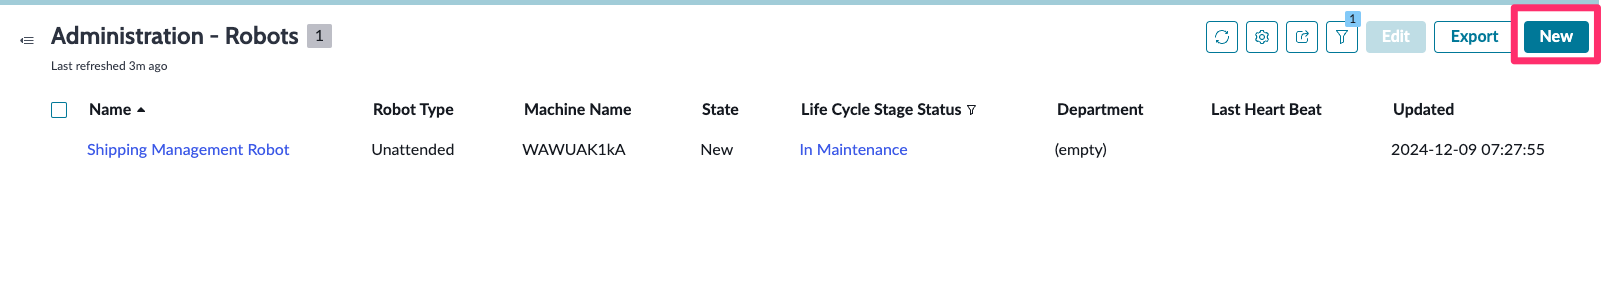 Administration - Robots 1
Last refreshed 3m ago
1
Edit Export New
Name Robot Type Machine Name State Life Cycle Stage Status Department Last Heart Beat Updated
Shipping Management Robot Unattended WAWUAK1kA New In Maintenance (empty) 2024-12-09 07:27:55